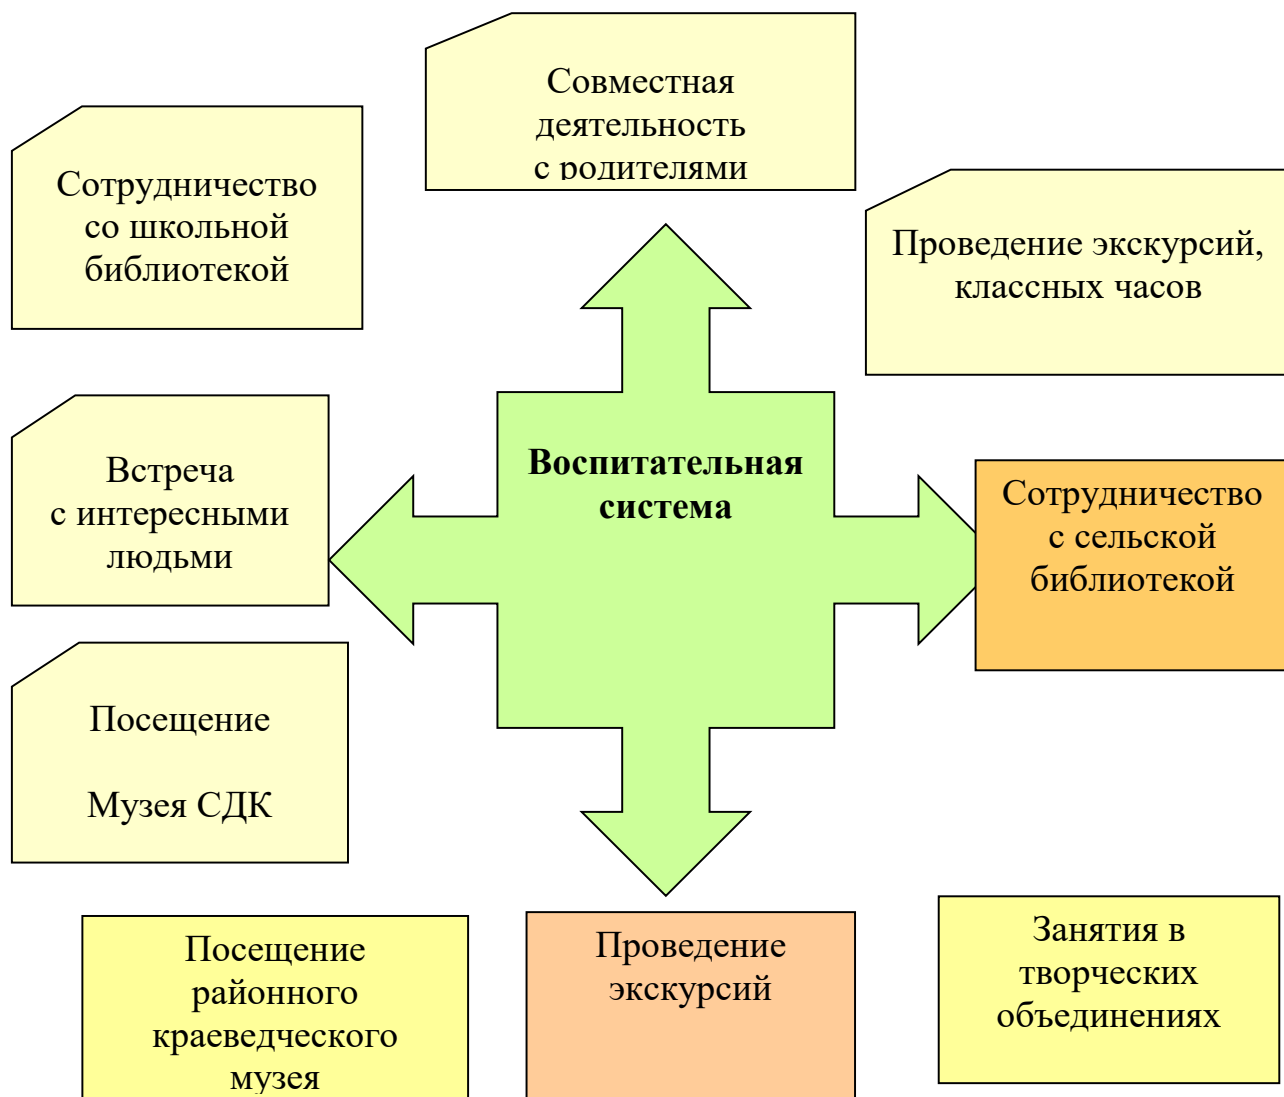 Совместная
деятельность
с родителями
Сотрудничество
со школьной
библиотекой
Проведение экскурсий,
классных часов
Встреча
с интересными
людьми
Воспитательная
система
Сотрудничество
с сельской
библиотекой
Посещение
Музея СДК
Посещение
районного
краеведческого
музея
Проведение
экскурсий
Занятия в
творческих
объединениях